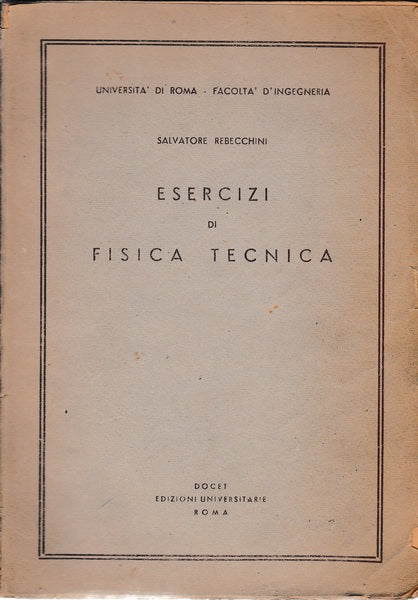 UNIVERSITA' DI ROMA - FACOLTA' D'INGEGNERIA
SALVATORE REBECCHINI
ESERCIZI
DI
FISICA TECNICA
DOCET
EDIZIONI UNIVERSITARIE
ROMA